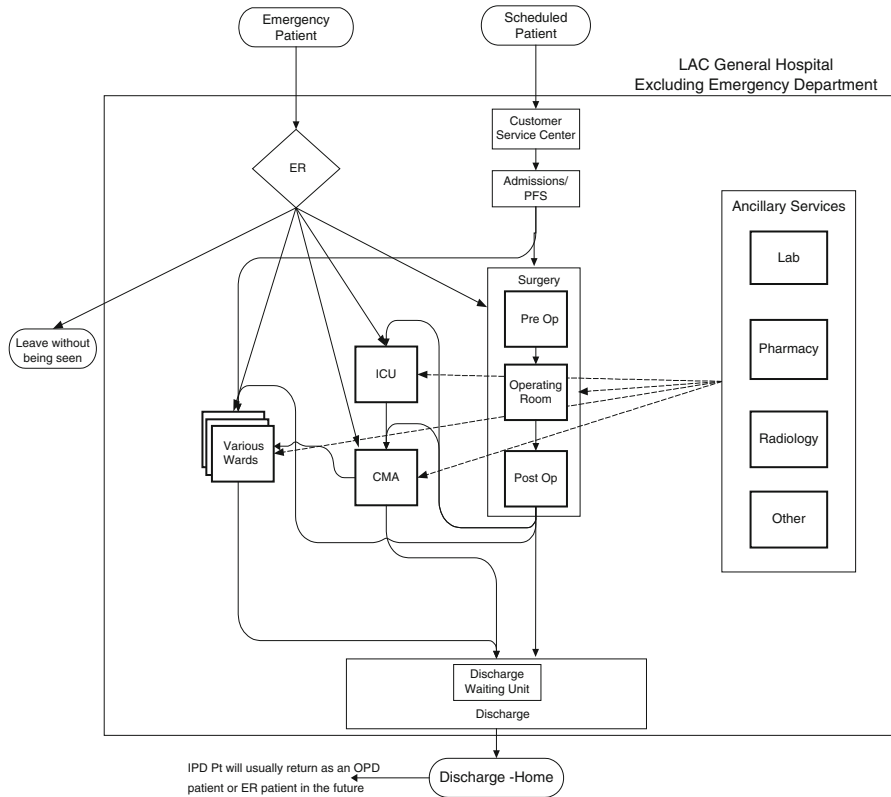 Emergency
Patient
Scheduled
Patient
LAC General Hospital
Excluding Emergency Department
Customer
Service Center
ER
Admissions/
PFS
Ancillary Services
Lab
Surgery
Pre Op
Pharmacy
Leave without
being seen
ICU
Operating
Room
Radiology
Various
Wards
CMA
Post Op
Other
Discharge
Waiting Unit
Discharge
IPD Pt will usually return as an OPD
patient or ER patient in the future
Discharge -Home